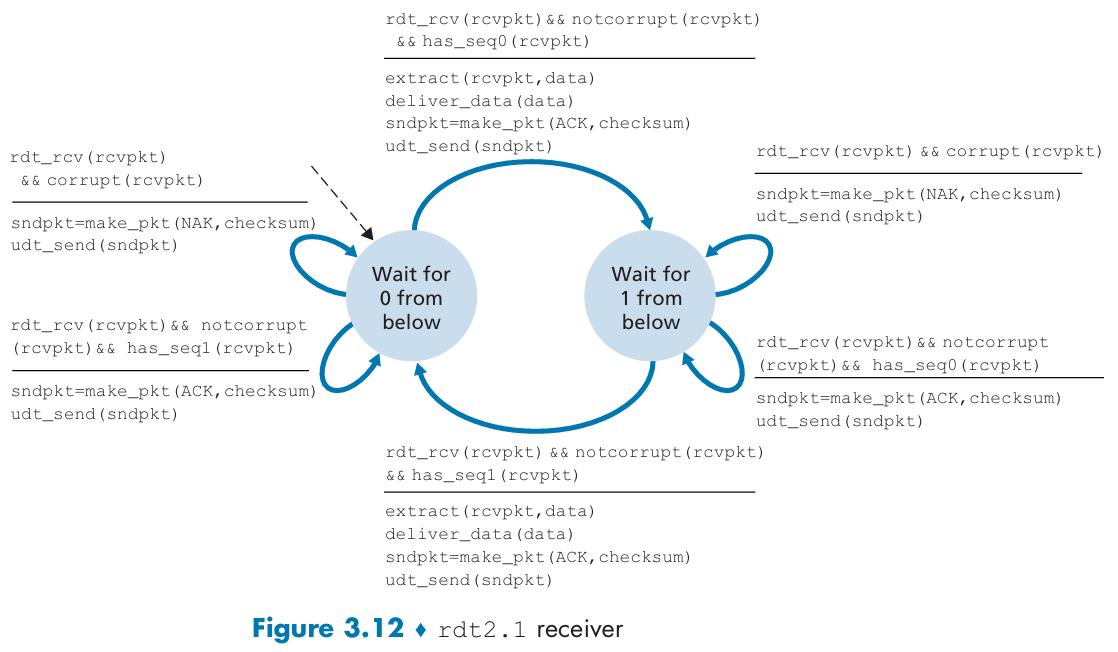 rdt_rcv(rcvpkt)&& notcorrupt(rcvpkt)
&& has_seq0(rcvpkt)
extract(rcvpkt,data)
deliver_data(data)
sndpkt=make_pkt(ACK,checksum)
udt_send(sndpkt)
rdt_rcv(rcvpkt)
&& corrupt(rcvpkt)
sndpkt=make_pkt(NAK,checksum)
udt_send(sndpkt)
rdt_rcv(rcvpkt) && corrupt(rcvpkt)
sndpkt=make_pkt(NAK,checksum)
udt_send(sndpkt)
Wait for
0 from
below
Wait for
1 from
below
rdt_rcv(rcvpkt)&& notcorrupt
(rcvpkt)&& has_seq1(rcvpkt)
sndpkt=make_pkt(ACK,checksum)
udt_send(sndpkt)
rdt_rcv(rcvpkt)&& notcorrupt
(rcvpkt)&& has_seq0(rcvpkt)
sndpkt=make_pkt(ACK,checksum)
udt_send(sndpkt)
rdt_rcv(rcvpkt) && notcorrupt(rcvpkt)
&& has_seq1(rcvpkt)
extract(rcvpkt,data)
deliver_data(data)
sndpkt=make_pkt(ACK,checksum)
udt_send(sndpkt)
Figure 3.12 ♦ rdt2.1 receiver